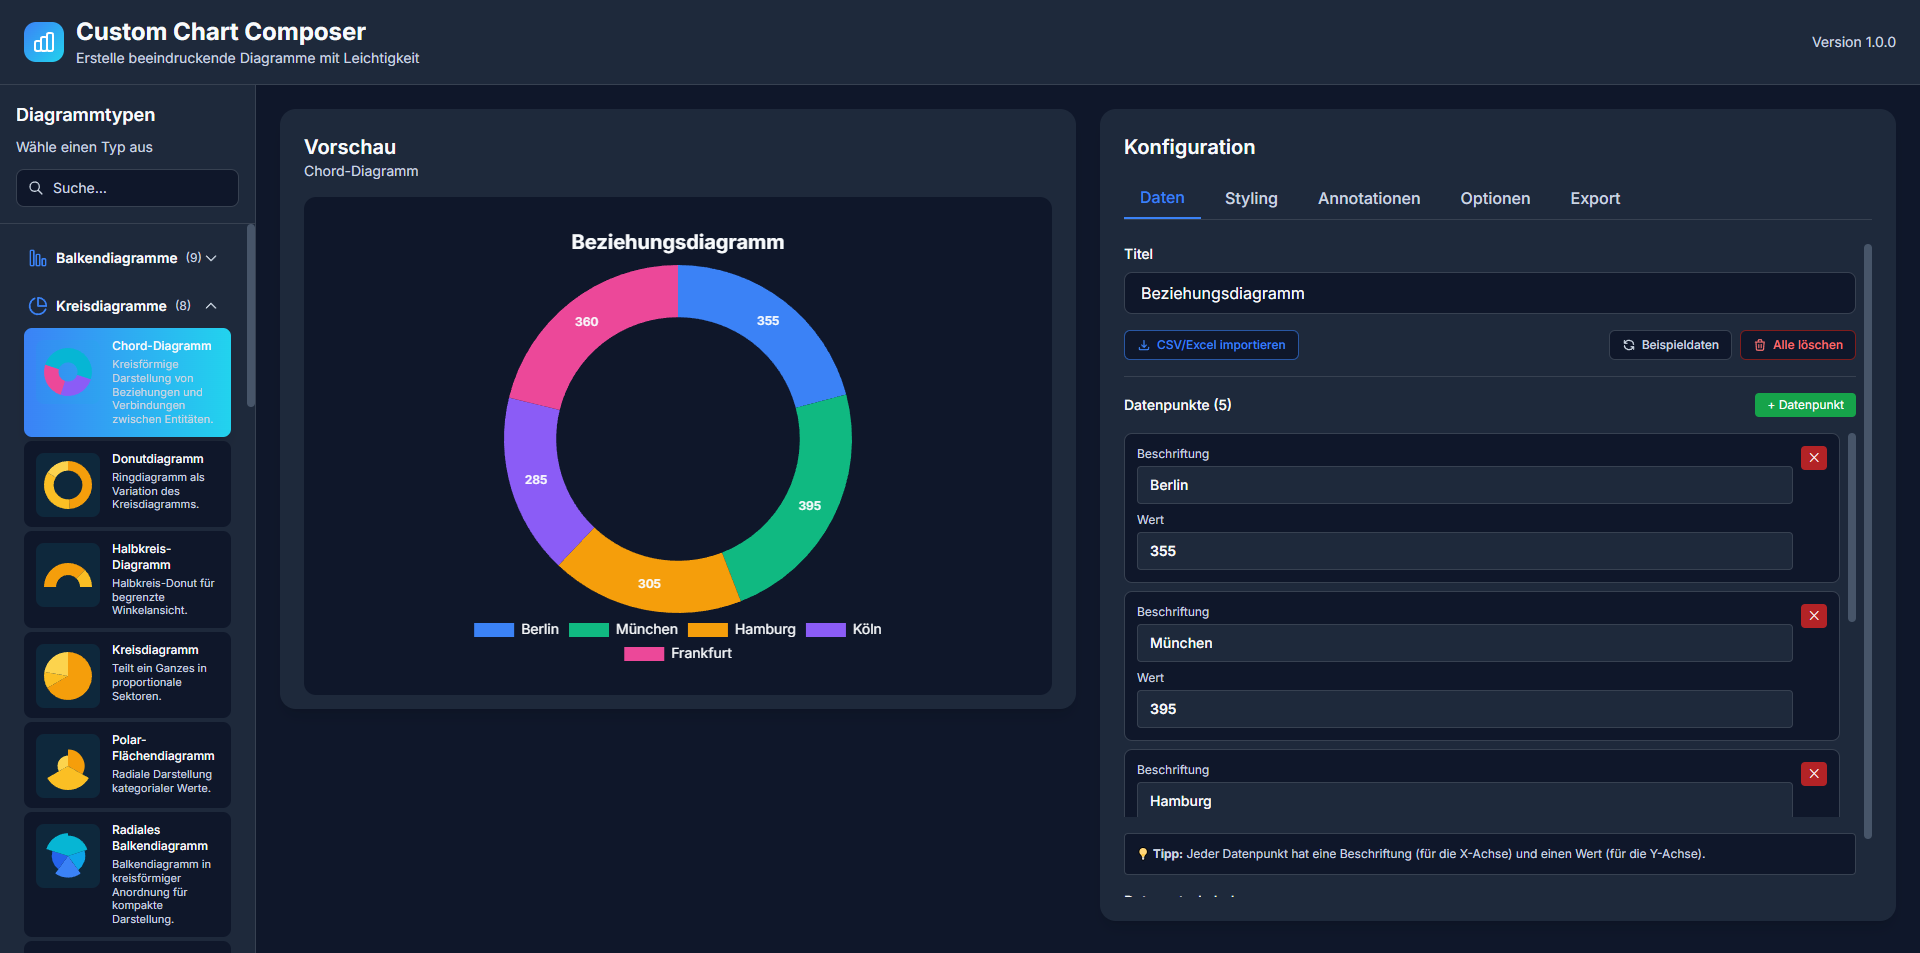 Custom Chart Composer
Erstelle beeindruckende Diagramme mit Leichtigkeit
Version 1.0.0
Diagrammtypen
Wähle einen Typ aus
Suche...
Balkendiagramme (9)
Kreisdiagramme (8)
Chord-Diagramm
Kreisförmige
Darstellung von
Beziehungen und
Verbindungen
zwischen Entitäten.
Donutdiagramm
Ringdiagramm als
Variation des
Kreisdiagramms.
Halbkreis-
Diagramm
Halbkreis-Donut für
begrenzte
Winkelansicht.
Kreisdiagramm
Teilt ein Ganzes in
proportionale
Sektoren.
Polar-
Flächendiagramm
Radiale Darstellung
kategorialer Werte.
Radiales
Balkendiagramm
Balkendiagramm in
kreisförmiger
Anordnung für
kompakte
Darstellung.
Vorschau
Chord-Diagramm
Beziehungsdiagramm
360
355
285
395
305
Berlin München Hamburg Köln
Frankfurt
Konfiguration
Daten Styling Annotationen Optionen Export
Titel
Beziehungsdiagramm
CSV/Excel importieren
Beispieldaten
Alle löschen
Datenpunkte (5)
+ Datenpunkt
Beschriftung
Berlin
Wert
355
Beschriftung
München
Wert
395
Beschriftung
Hamburg
Tipp: Jeder Datenpunkt hat eine Beschriftung (für die X-Achse) und einen Wert (für die Y-Achse).